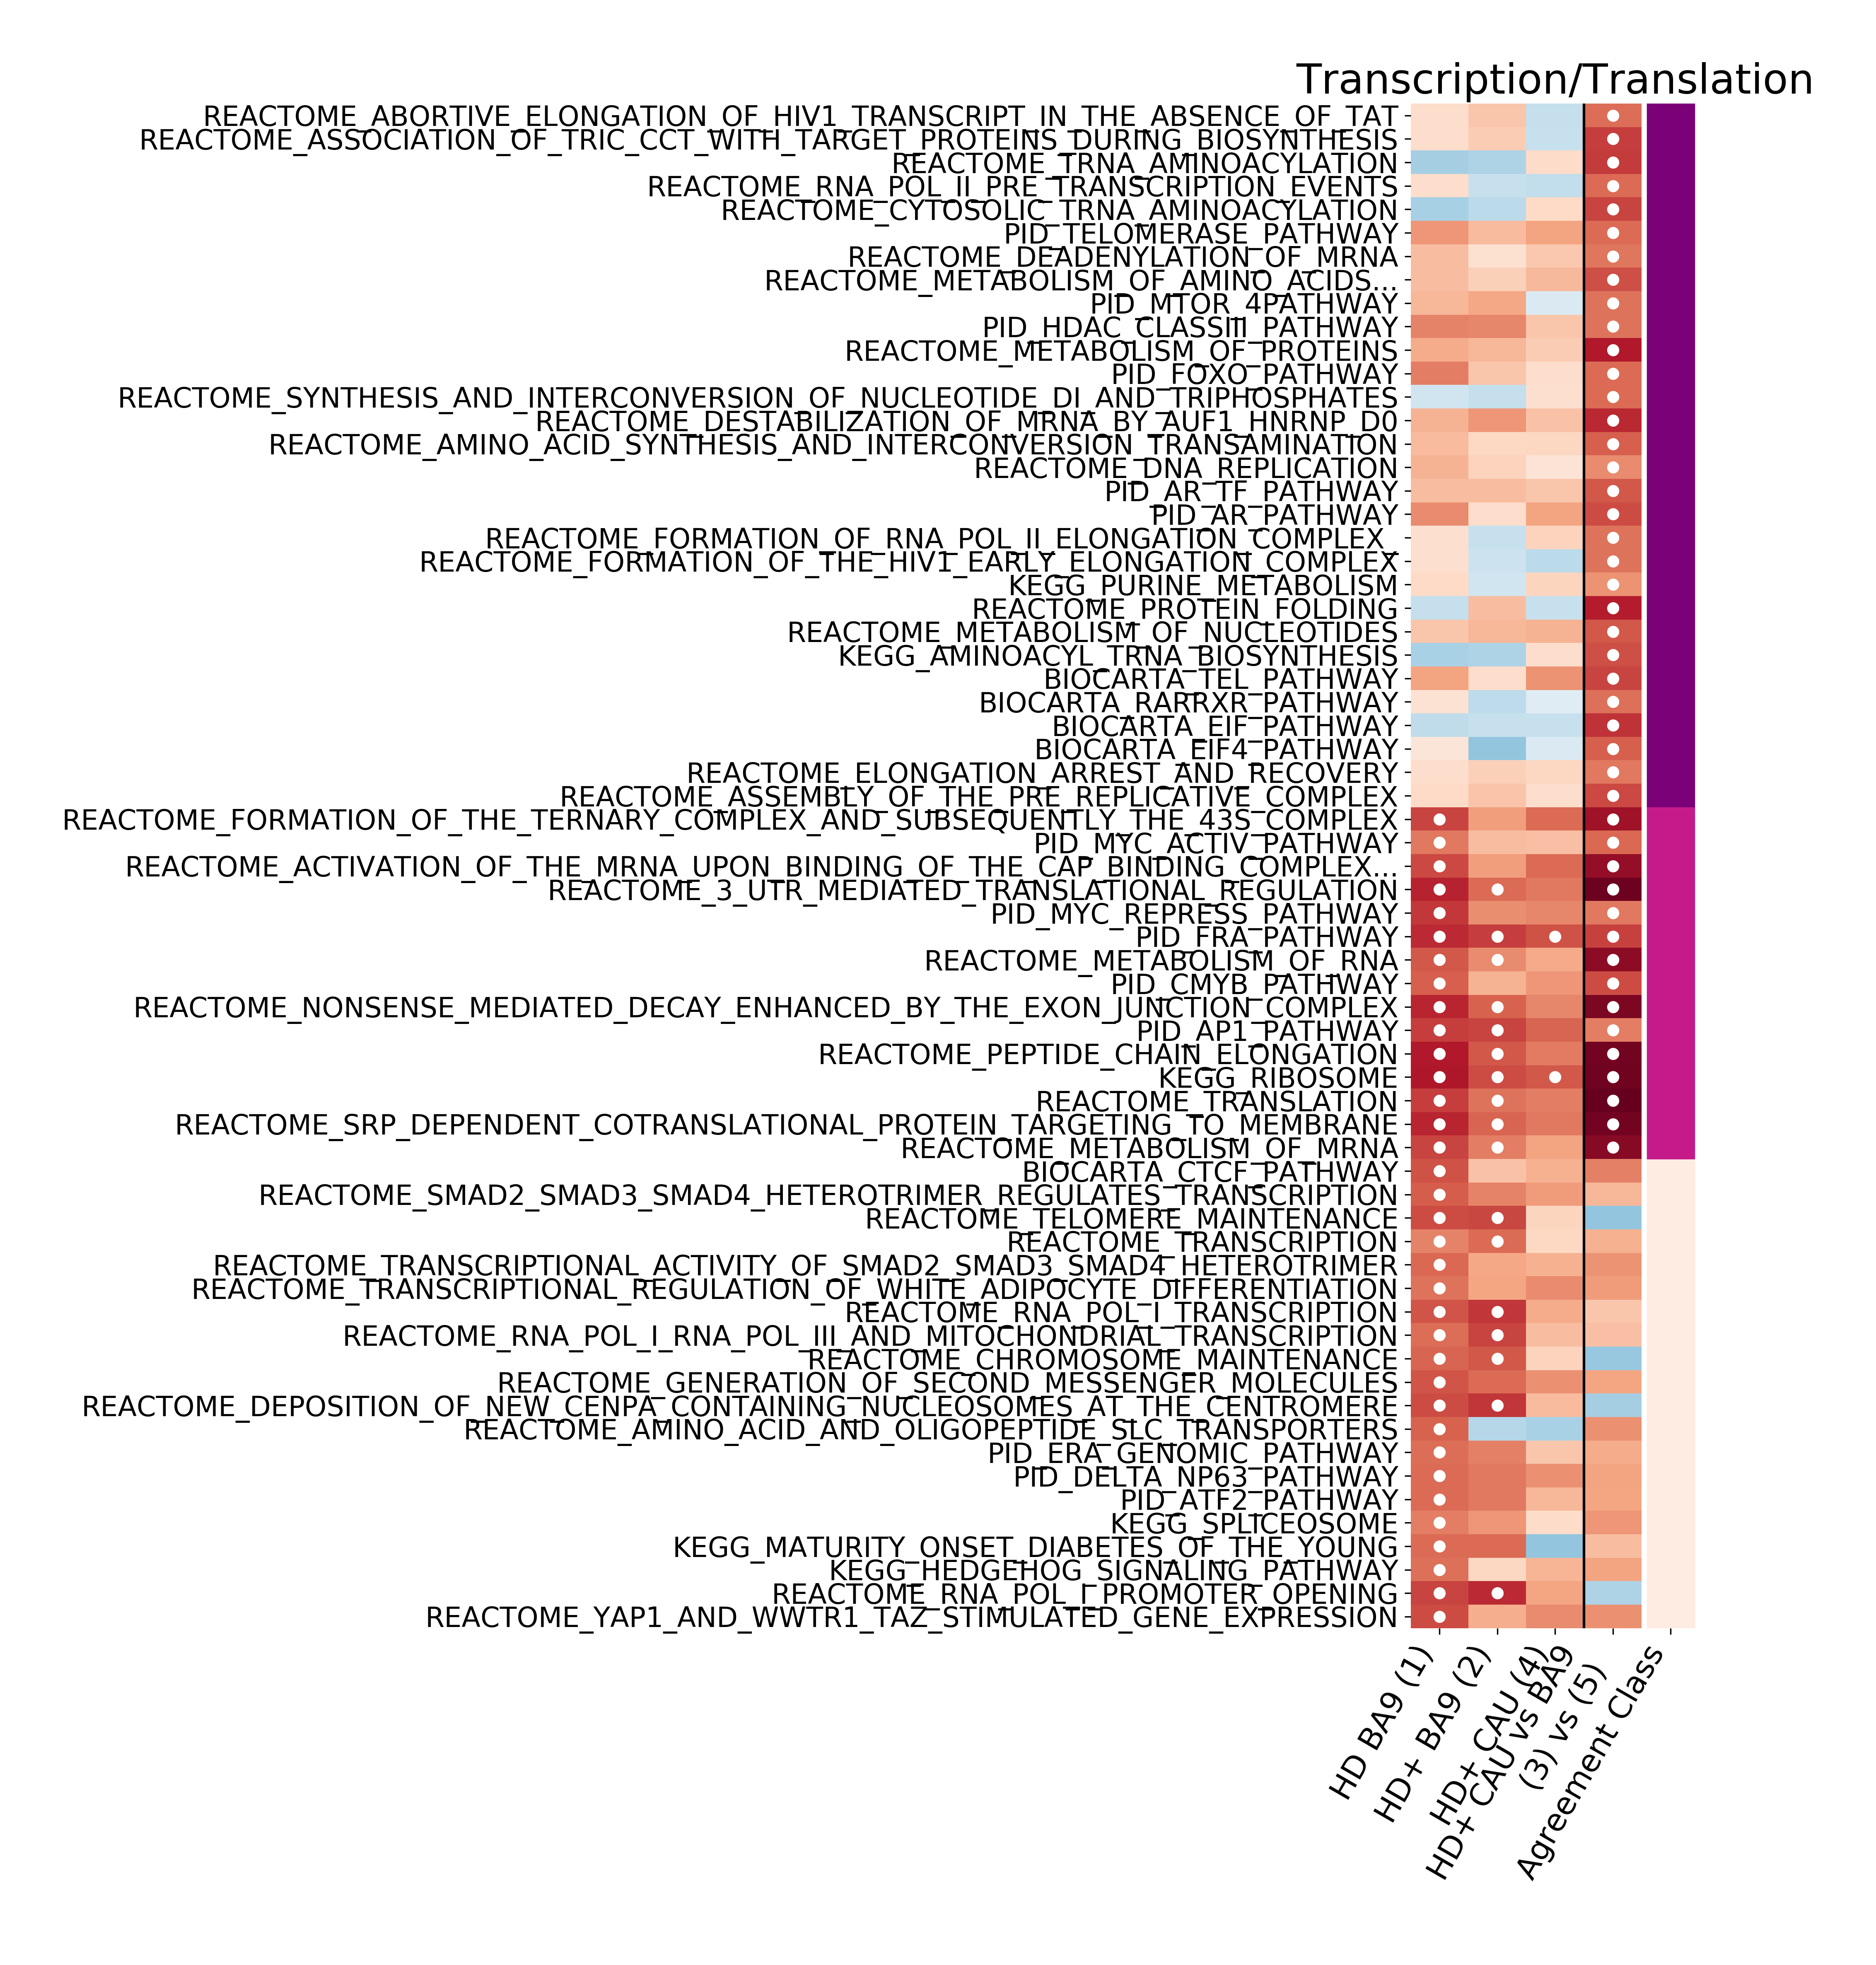 Transcription/Translation
REACTOME_ABORTIVE_ELONGATION_OF_HIV1_TRANSCRIPT_IN_THE_ABSENCE_OF_TAT
REACTOME_ASSOCIATION_OF_TRIC_CCT_WITH_TARGET_PROTEINS_DURING_BIOSYNTHESIS
REACTOME_TRNA_AMINOACYLATION
REACTOME_RNA_POL_II_PRE_TRANSCRIPTION_EVENTS
REACTOME_CYTOSOLIC_TRNA_AMINOACYLATION
PID_TELOMERASE_PATHWAY
REACTOME_DEADENYLATION_OF_MRNA
REACTOME_METABOLISM_OF_AMINO_ACIDS...
PID_MTOR_4PATHWAY
PID_HDAC_CLASSIII_PATHWAY
REACTOME_METABOLISM_OF_PROTEINS
PID_FOXO_PATHWAY
REACTOME_SYNTHESIS_AND_INTERCONVERSION_OF_NUCLEOTIDE_DI_AND_TRIPHOSPHATES
REACTOME_DESTABILIZATION_OF_MRNA_BY_AUF1_HNRNP_D0
REACTOME_AMINO_ACID_SYNTHESIS_AND_INTERCONVERSION_TRANSAMINATION
REACTOME_DNA_REPLICATION
PID_AR_TF_PATHWAY
PID_AR_PATHWAY
REACTOME_FORMATION_OF_RNA_POL_II_ELONGATION_COMPLEX_
REACTOME_FORMATION_OF_THE_HIV1_EARLY_ELONGATION_COMPLEX
KEGG_PURINE_METABOLISM
REACTOME_PROTEIN_FOLDING
REACTOME_METABOLISM_OF_NUCLEOTIDES
KEGG_AMINOACYL_TRNA_BIOSYNTHESIS
BIOCARTA_TEL_PATHWAY
BIOCARTA_RARRXR_PATHWAY
BIOCARTA_EIF_PATHWAY
BIOCARTA_EIF4_PATHWAY
REACTOME_ELONGATION_ARREST_AND_RECOVERY
REACTOME_ASSEMBLY_OF_THE_PRE_REPLICATIVE_COMPLEX
REACTOME_FORMATION_OF_THE_TERNARY_COMPLEX_AND_SUBSEQUENTLY_THE_43S_COMPLEX
PID_MYC_ACTIV_PATHWAY
REACTOME_ACTIVATION_OF_THE_MRNA_UPON_BINDING_OF_THE_CAP_BINDING_COMPLEX...
REACTOME_3_UTR_MEDIATED_TRANSLATIONAL_REGULATION
PID_MYC_REPRESS_PATHWAY
PID_FRA_PATHWAY
REACTOME_METABOLISM_OF_RNA
PID_CMYB_PATHWAY
REACTOME_NONSENSE_MEDIATED_DECAY_ENHANCED_BY_THE_EXON_JUNCTION_COMPLEX
PID_AP1_PATHWAY
REACTOME_PEPTIDE_CHAIN_ELONGATION
KEGG_RIBOSOME
REACTOME_TRANSLATION
REACTOME_SRP_DEPENDENT_COTRANSLATIONAL_PROTEIN_TARGETING_TO_MEMBRANE
REACTOME_METABOLISM_OF_MRNA
BIOCARTA_CTCF_PATHWAY
REACTOME_SMAD2_SMAD3_SMAD4_HETEROTRIMER_REGULATES_TRANSCRIPTION
REACTOME_TELOMERE_MAINTENANCE
REACTOME_TRANSCRIPTION
REACTOME_TRANSCRIPTIONAL_ACTIVITY_OF_SMAD2_SMAD3_SMAD4_HETEROTRIMER
REACTOME_TRANSCRIPTIONAL_REGULATION_OF_WHITE_ADIPOCYTE_DIFFERENTIATION
REACTOME_RNA_POL_I_TRANSCRIPTION
REACTOME_RNA_POL_I_RNA_POL_III_AND_MITOCHONDRIAL_TRANSCRIPTION
REACTOME_CHROMOSOME_MAINTENANCE
REACTOME_GENERATION_OF_SECOND_MESSENGER_MOLECULES
REACTOME_DEPOSITION_OF_NEW_CENPA_CONTAINING_NUCLEOSOMES_AT_THE_CENTROMERE
REACTOME_AMINO_ACID_AND_OLIGOPEPTIDE_SLC_TRANSPORTERS
PID_ERA_GENOMIC_PATHWAY
PID_DELTA_NP63_PATHWAY
PID_ATF2_PATHWAY
KEGG_SPLICEOSOME
KEGG_MATURITY_ONSET_DIABETES_OF_THE_YOUNG
KEGG_HEDGEHOG_SIGNALING_PATHWAY
REACTOME_RNA_POL_I_PROMOTER_OPENING
REACTOME_YAP1_AND_WWTR1_TAZ_STIMULATED_GENE_EXPRESSION
HD BA9 (1)
HD+ BA9 (2)
HD+ CAU (4)
HD+ CAU vs BA9
(3) vs (5)
Agreement Class